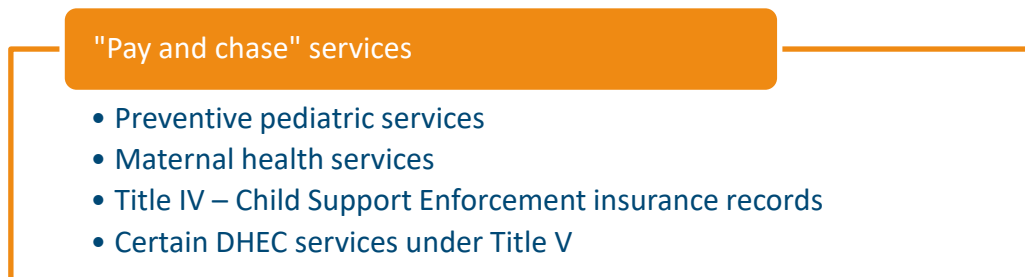 "Pay and chase" services
• Preventive pediatric services
• Maternal health services
• Title IV – Child Support Enforcement insurance records
• Certain DHEC services under Title V